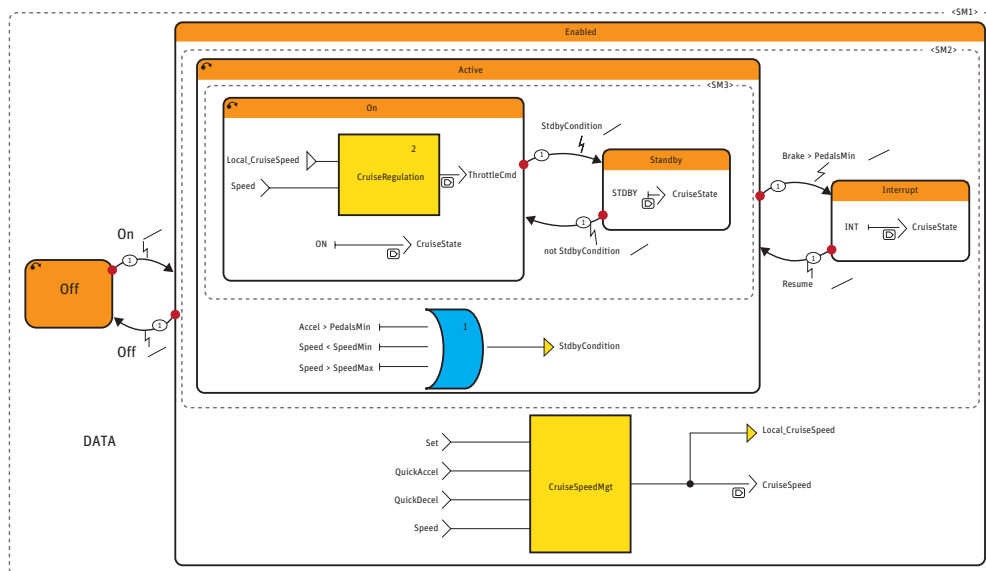 <SM1>
Enabled
<SM2>
Active
<SM3>
On
StdbyCondition
1
2
Local_CruiseSpeed
CruiseRegulation
ThrottleCmd
Speed
Standby
STDBY
CruiseState
Brake > PedalsMin
1
Interrupt
INT
CruiseState
ON
CruiseState
1
not StdbyCondition
1
Resume
On
1
Off
1
Off
Accel > PedalsMin
1
Speed < SpeedMin
StdbyCondition
Speed > SpeedMax
DATA
Set
QuickAccel
QuickDecel
Speed
CruiseSpeedMgt
Local_CruiseSpeed
CruiseSpeed